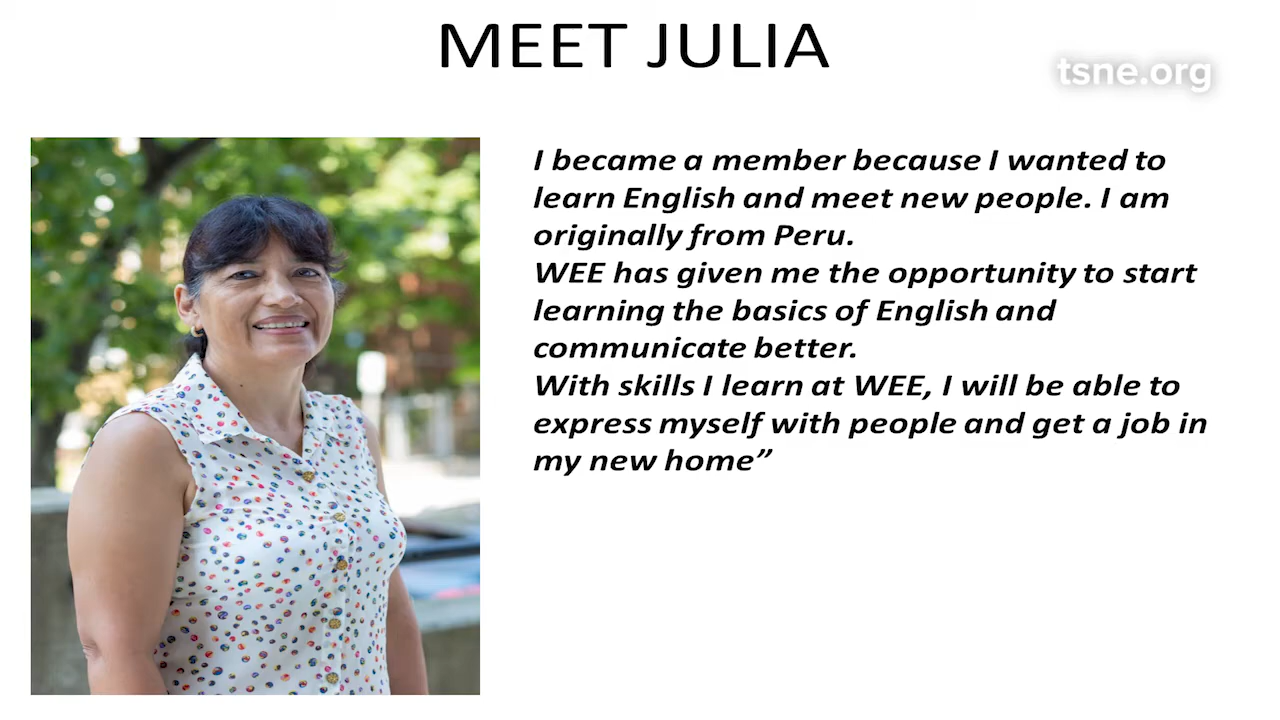 MEET JULIA
tsne.org
I became a member because I wanted to
learn English and meet new people. I am
originally from Peru.
WEE has given me the opportunity to start
learning the basics of English and
communicate better.
With skills I learn at WEE, I will be able to
express myself with people and get a job in
my new home”